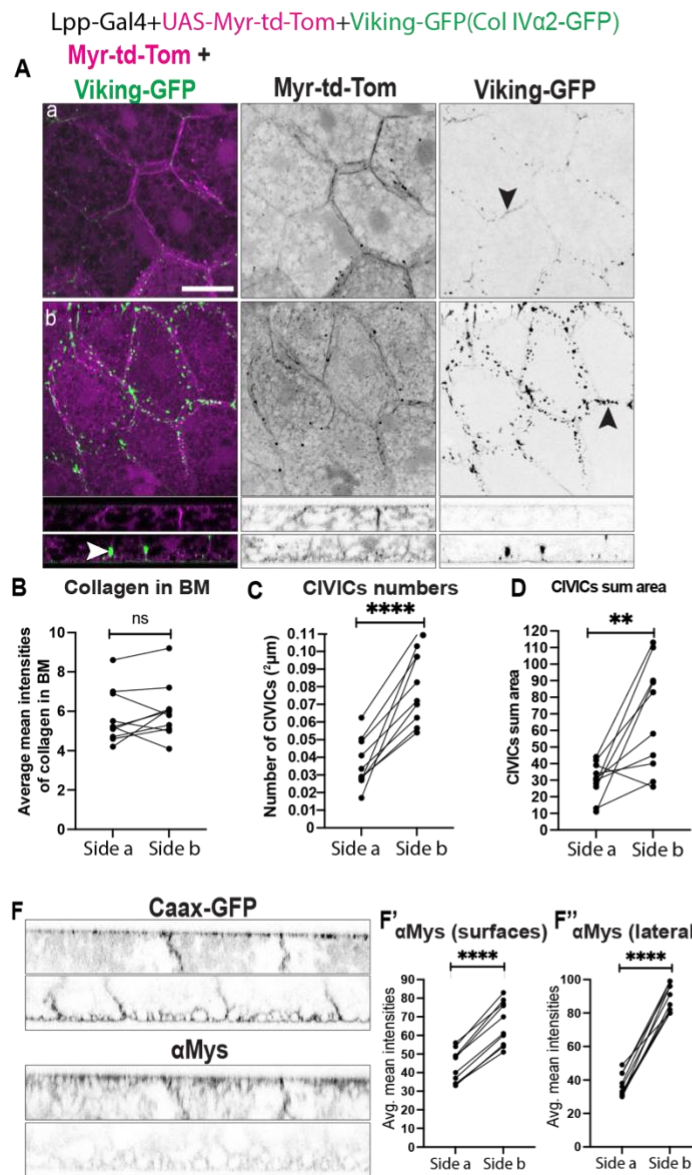 Lpp-Gal4+UAS-Myr-td-Tom+Viking-GFP(Col IVα2-GFP)
Myr-td-Tom +
A Viking-GFP Myr-td-Tom Viking-GFP
a
b
B Collagen in BM
ns
Average mean intensities
of collagen in BM
10
8
6
4
2
0
Side a Side b
C CIVICs numbers
****
Number of CIVICs (²µm)
0.11
0.1
0.09
0.08
0.07
0.06
0.05
0.04
0.03
0.02
0.01
0
Side a Side b
D CIVICs sum area
**
CIVICs sum area
120
110
100
90
80
70
60
50
40
30
20
10
0
Side a Side b
F Caax-GFP
αMys
F' αMys (surfaces)
****
Avg. mean intensities
90
80
70
60
50
40
30
20
10
0
Side a Side b
F" αMys (lateral
****
Avg. mean intensities
100
80
60
40
20
0
Side a Side b